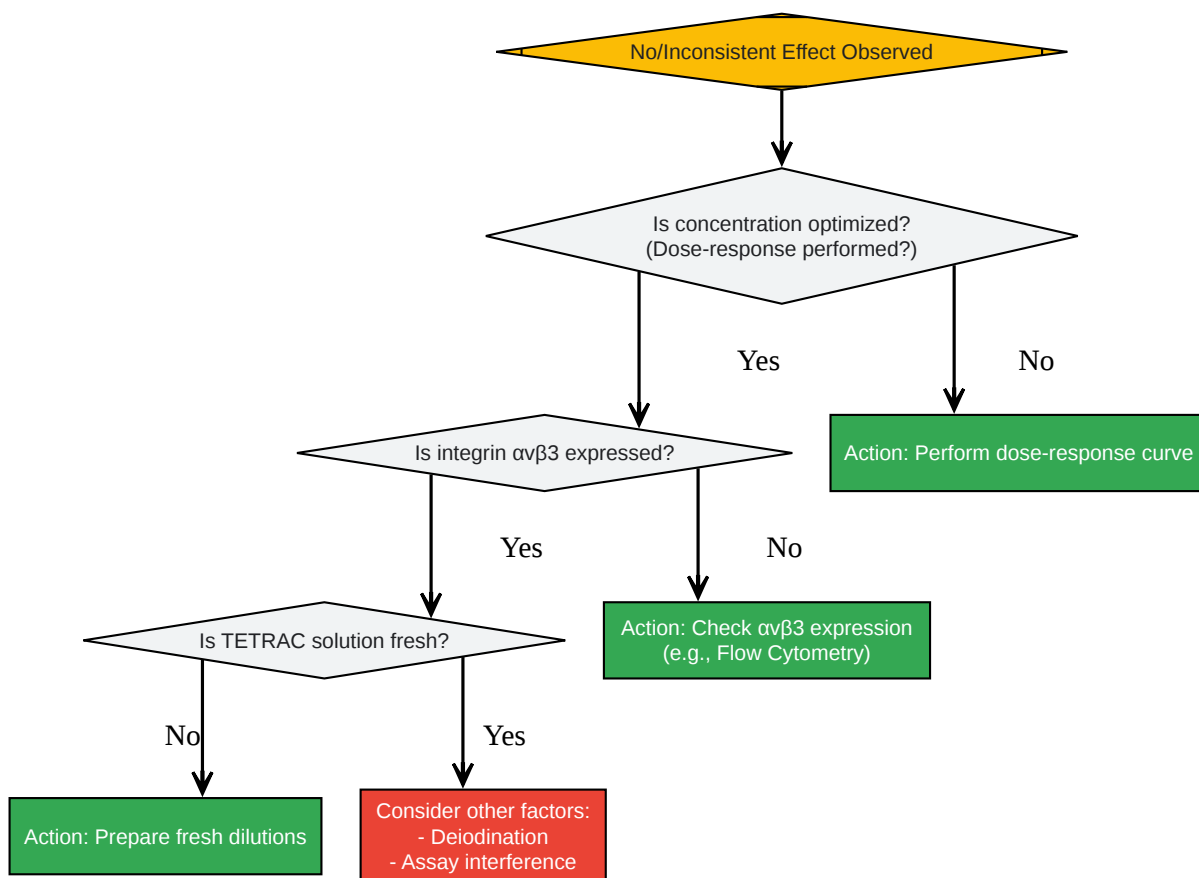 No/Inconsistent Effect Observed
Is concentration optimized?
(Dose-response performed?)
Yes
No
Is integrin αvβ3 expressed?
Action: Perform dose-response curve
Yes
No
Is TETRAC solution fresh?
Action: Check αvβ3 expression
(e.g., Flow Cytometry)
No
Yes
Action: Prepare fresh dilutions
Consider other factors:
- Deiodination
- Assay interference